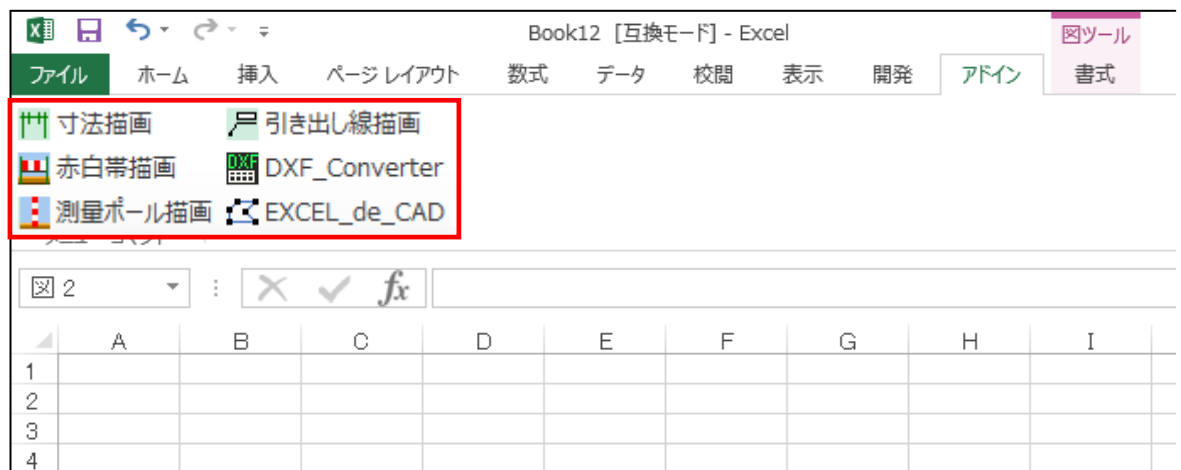 Book12 [互換モード] - Excel
図ツール
ファイル ホーム 挿入 ページ レイアウト 数式 データ 校閲 表示 開発 アドイン 書式
寸法描画 引き出し線描画
赤白帯描画 DXF DXF_Converter
測量ポール描画 EXCEL_de_CAD
図 2 fx
A B C D E F G H I
1
2
3
4